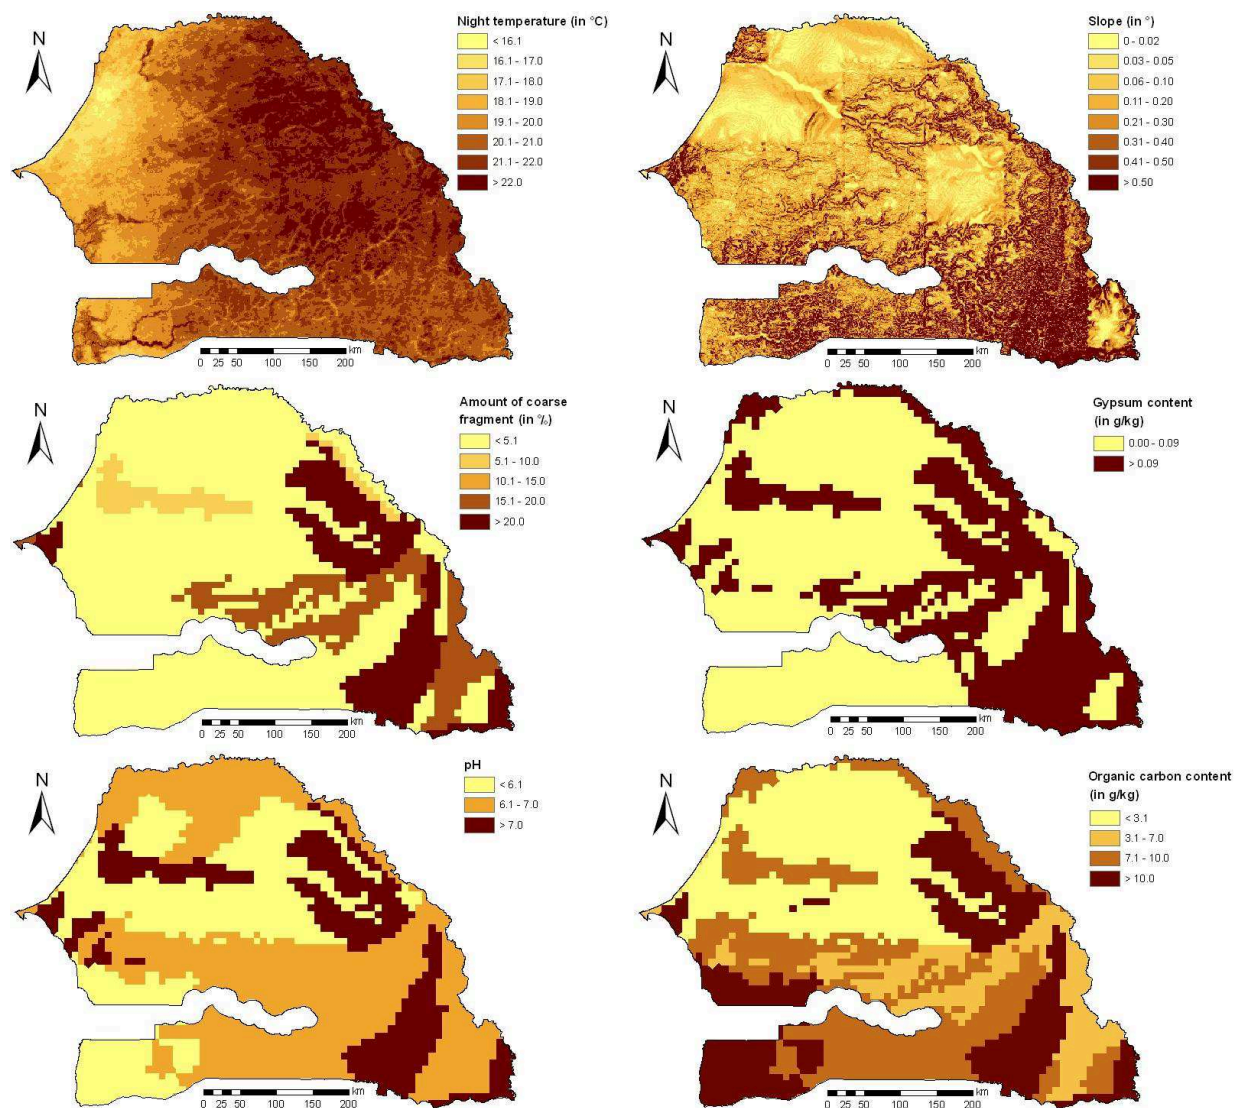 Night temperature (in °C)
N
< 16.1
16.1 - 17.0
17.1 - 18.0
18.1 - 19.0
19.1 - 20.0
20.1 - 21.0
21.1 - 22.0
> 22.0
km
0 25 50 100 150 200
Slope (in °)
N
0 - 0.02
0.03 - 0.05
0.06 - 0.10
0.11 - 0.20
0.21 - 0.30
0.31 - 0.40
0.41 - 0.50
> 0.50
km
0 25 50 100 150 200
Amount of coarse
fragment (in %)
N
< 5.1
5.1 - 10.0
10.1 - 15.0
15.1 - 20.0
> 20.0
km
0 25 50 100 150 200
Gypsum content
(in g/kg)
N
0.00 - 0.09
> 0.09
km
0 25 50 100 150 200
pH
N
< 6.1
6.1 - 7.0
> 7.0
km
0 25 50 100 150 200
Organic carbon content
(in g/kg)
N
< 3.1
3.1 - 7.0
7.1 - 10.0
> 10.0
km
0 25 50 100 150 200